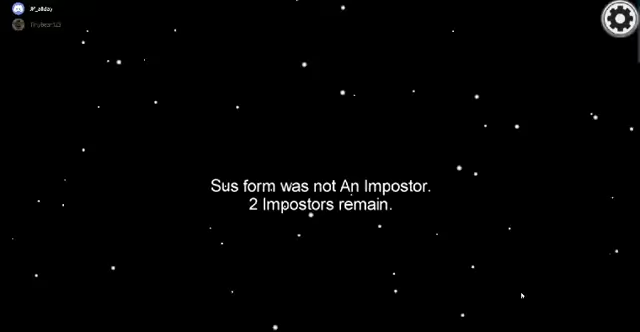 Sus form was not An Impostor.
2 Impostors remain.